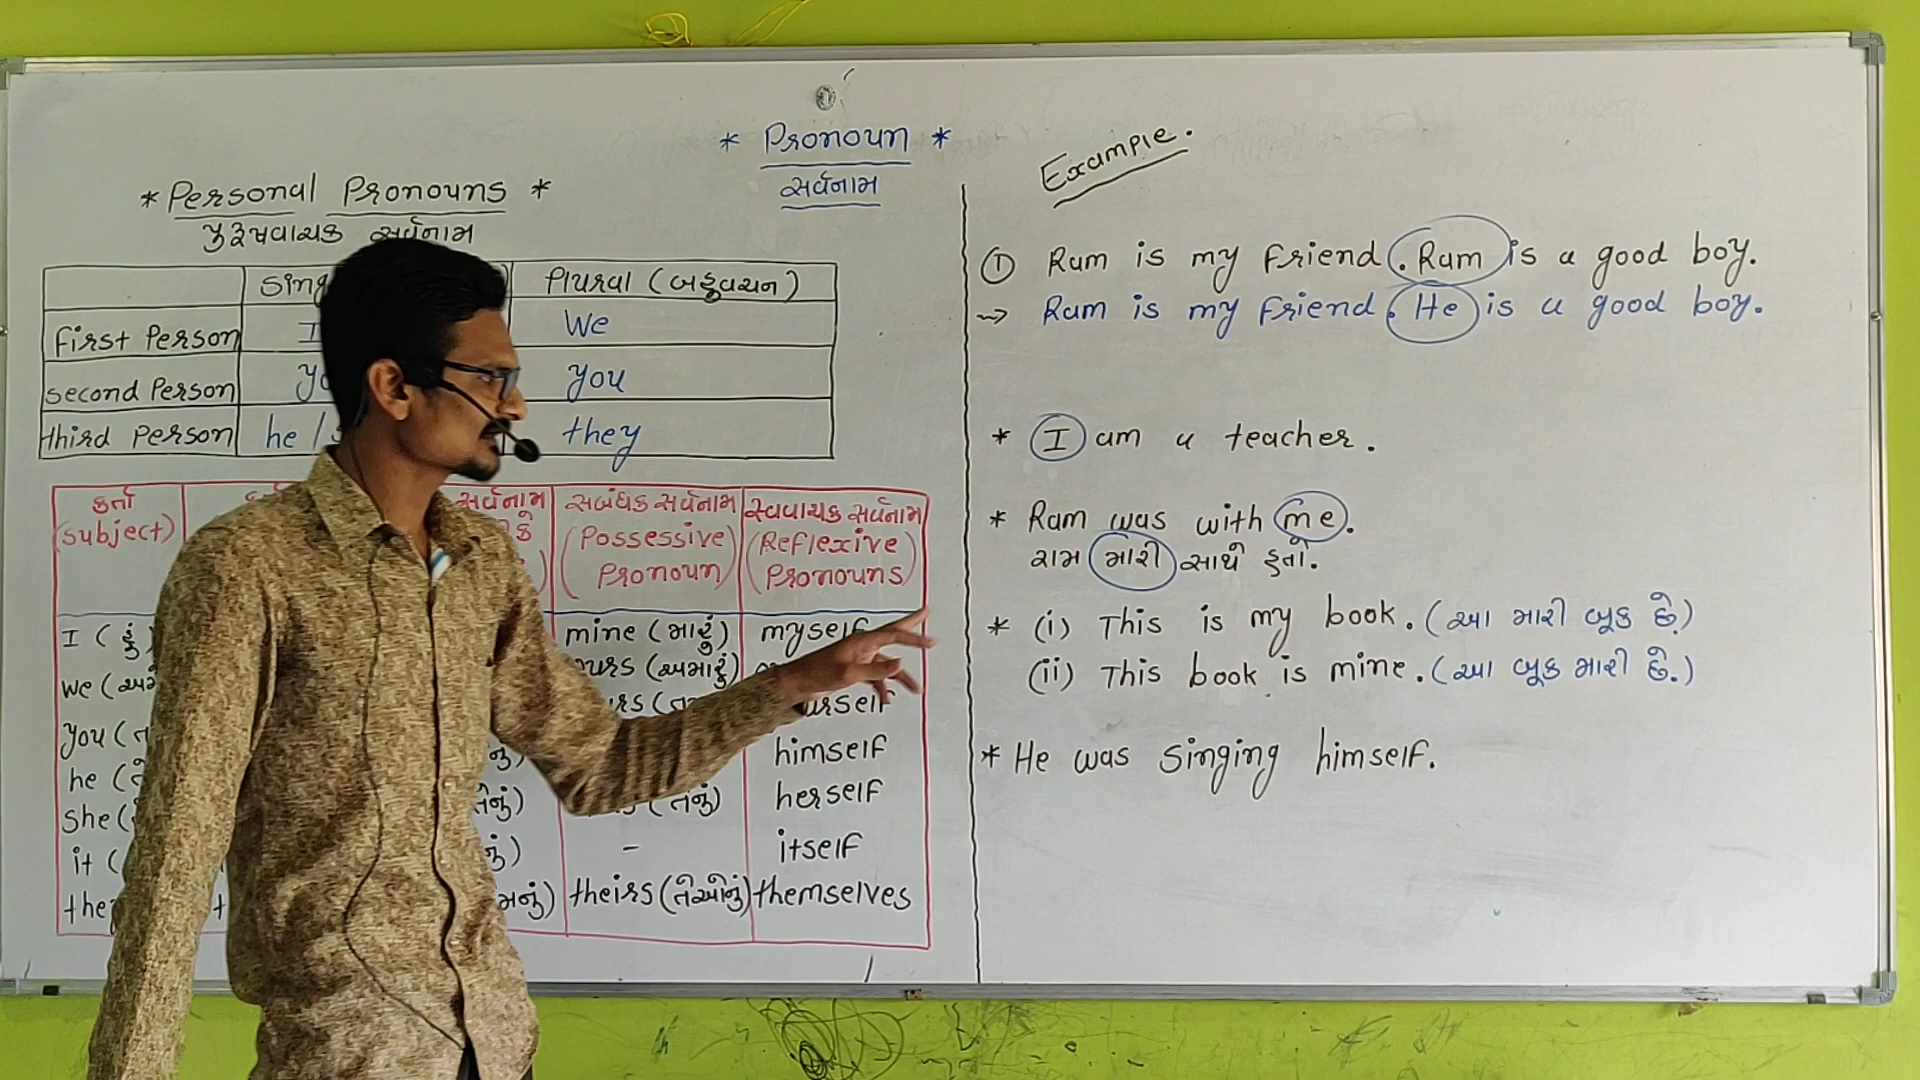 * Pronoun *
સર્વનામ
* Personal Pronouns *
પુરૂષવાચક સર્વનામ
Plural (બહુવચન)
First Person I We
second Person you
third Person he / they
કર્તા સર્વનામ સબંધક સર્વનામ સ્વવાચક સર્વનામ
(subject) (Possessive Pronoun) (Reflexive Pronouns)
I (હું) mine (મારું) myself
we (અમારું)
you (
he ( himself
she ( herself
it ( - itself
theirs (તેઓનું) themselves
Example.
① Ram is my friend. Ram is a good boy.
⇝ Ram is my friend. He is a good boy.
* I am a teacher.
* Ram was with me.
રામ મારી સાથે હતો.
* (i) This is my book. (આ મારી બૂક છે.)
(ii) This book is mine. (આ બૂક મારી છે.)
* He was singing himself.